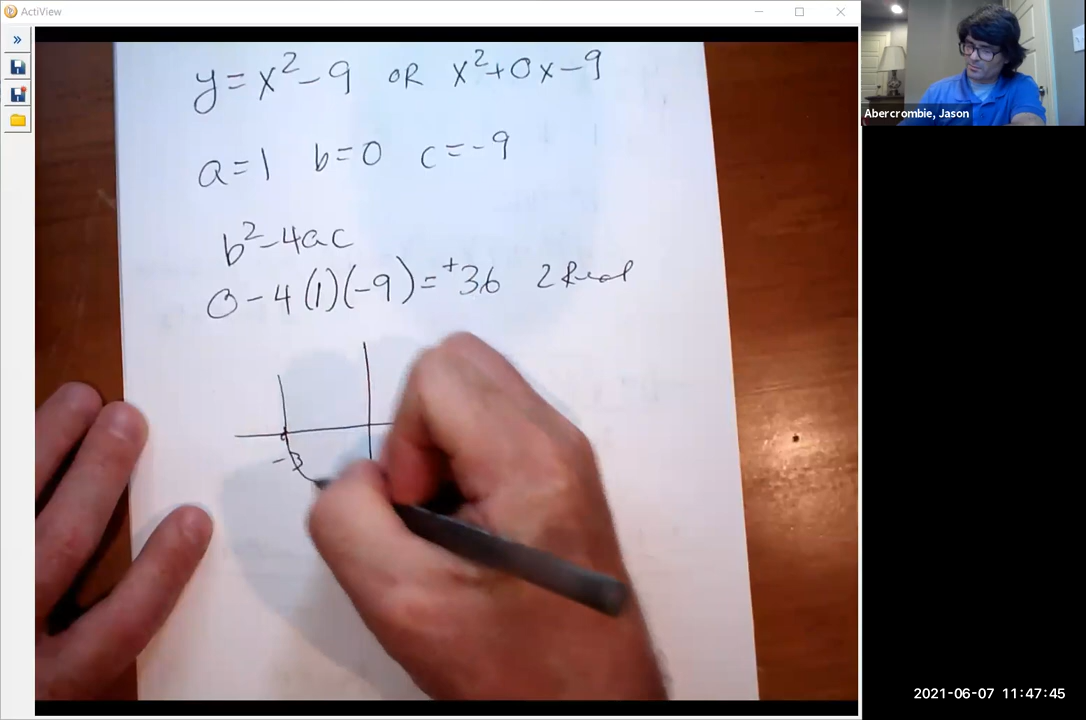 ActiView
y=x²-9 OR x²+0x-9
a=1 b=0 c=-9
b²-4ac
0-4(1)(-9)=⁺36 2 Real
-3
Abercrombie, Jason
2021-06-07 11:47:45